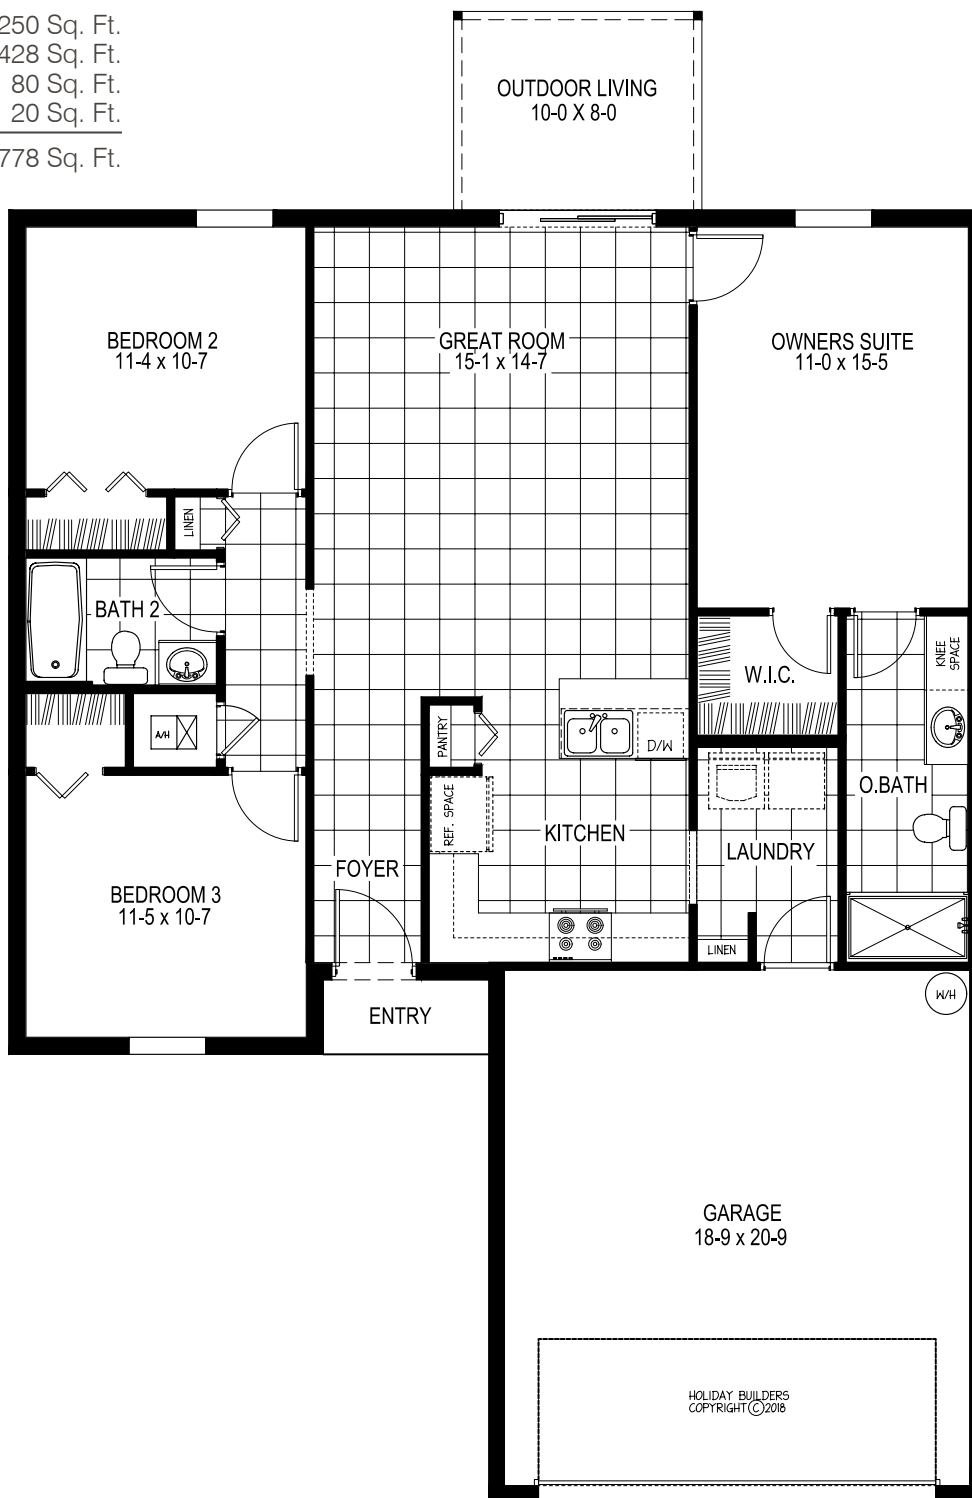 250 Sq. Ft.
428 Sq. Ft.
80 Sq. Ft.
20 Sq. Ft.
778 Sq. Ft.
OUTDOOR LIVING
10-0 X 8-0
BEDROOM 2
11-4 x 10-7
GREAT ROOM
15-1 x 14-7
OWNERS SUITE
11-0 x 15-5
LINEN
BATH 2
KNEE
SPACE
W.I.C.
A/H
PANTRY
D/W
O.BATH
REF. SPACE
KITCHEN
LAUNDRY
FOYER
BEDROOM 3
11-5 x 10-7
LINEN
W/H
ENTRY
GARAGE
18-9 x 20-9
HOLIDAY BUILDERS
COPYRIGHT © 2018